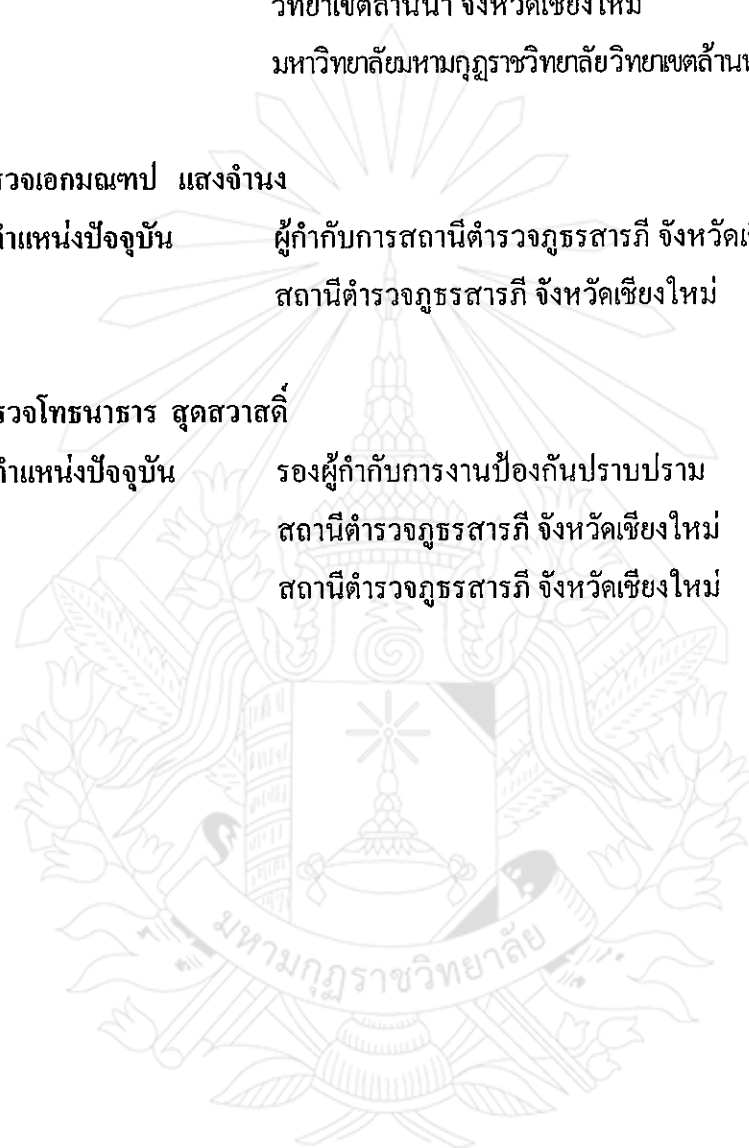 วิทยาเขตล้านนา จังหวัดเชียงใหม่
มหาวิทยาลัยมหามกุฏราชวิทยาลัยวิทยาเขตล้านน
รวจเอกมณฑป แสงจำนง
ตำแหน่งปัจจุบัน ผู้กำกับการสถานีตำรวจภูธรสารภี จังหวัดเชี
สถานีตำรวจภูธรสารภี จังหวัดเชียงใหม่
รวจโทธนาธาร สุดสวาสดิ์
ตำแหน่งปัจจุบัน รองผู้กำกับการงานป้องกันปราบปราม
สถานีตำรวจภูธรสารภี จังหวัดเชียงใหม่
สถานีตำรวจภูธรสารภี จังหวัดเชียงใหม่
มหามกุฏราชวิทยาลัย